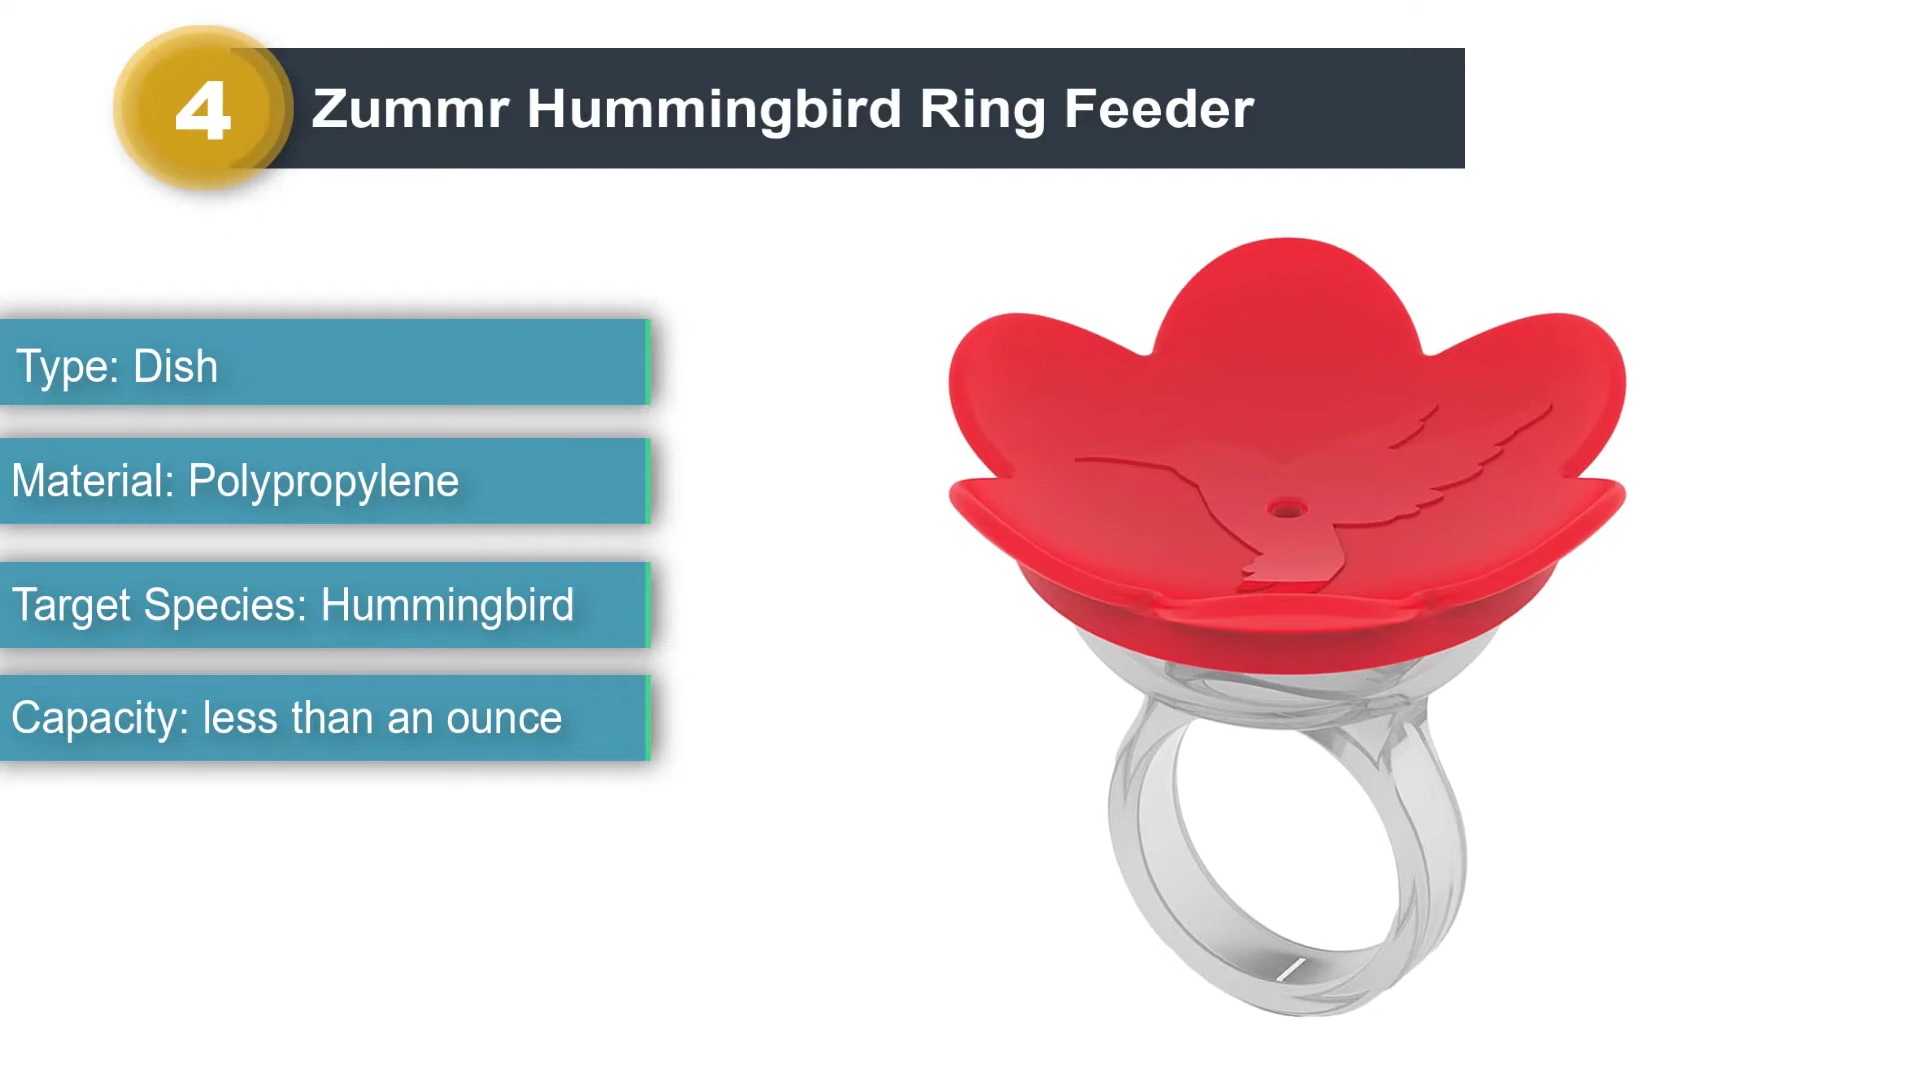 4
Zummr Hummingbird Ring Feeder
Type: Dish
Material: Polypropylene
Target Species: Hummingbird
Capacity: less than an ounce